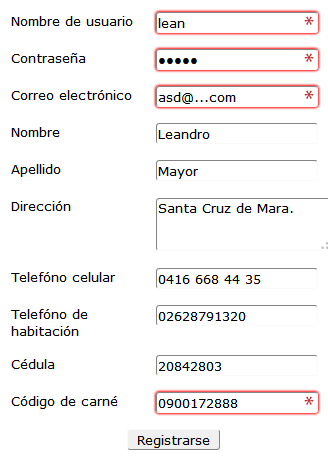 Nombre de usuario lean *
Contraseña ••••• *
Correo electrónico asd@...com *
Nombre Leandro
Apellido Mayor
Dirección Santa Cruz de Mara.
Telefóno celular 0416 668 44 35
Telefóno de 02628791320
habitación
Cédula 20842803
Código de carné 0900172888 *
Registrarse